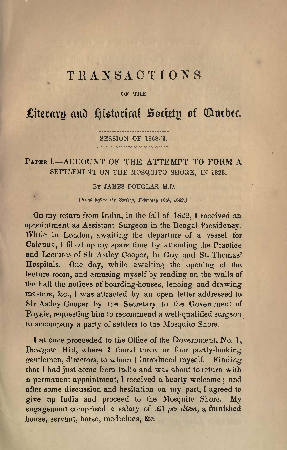 TRANSACTIONS
OF THE
Literary and Historical Society of Quebec.
SESSION OF 1868-9.
PAPER I.—ACCOUNT OF THE ATTEMPT TO FORM A
SETTLEMENT ON THE MOSQUITO SHORE, IN 1823.
BY JAMES DOUGLAS, M.D.
[Read before the Society, February 1869.]
On my return from India, in the fall of 1822, I received an
appointment as Assistant Surgeon in the Bengal Presidency.
While in London, awaiting the departure of a vessel for
Calcutta, I filled up my spare time by attending the Practice
and Lectures of Sir Astley Cooper, in Guy and St. Thomas'
Hospitals. One day, while awaiting the opening of the
lecture room, and amusing myself by reading on the walls of
the hall the notices of boarding-houses, fencing and drawing
masters, &c., I was attracted by an open letter addressed to
Sir Astley Cooper by the Secretary to the Government of
Poyais, requesting him to recommend a well-qualified surgeon
to accompany a party of settlers to the Mosquito Shore.
I at once proceeded to the Office of the Government, No. 1,
Dowgate Hill, where I found three or four portly-looking
gentlemen, directors, to whom I introduced myself. Finding
that I had just come from India and was about to return with
a permanent appointment, I received a hearty welcome; and
after some discussion and hesitation on my part, I agreed to
give up India and proceed to the Mosquito Shore. My
engagement comprised a salary of £1 per diem, a furnished
house, servant, horse, medicines, &c.